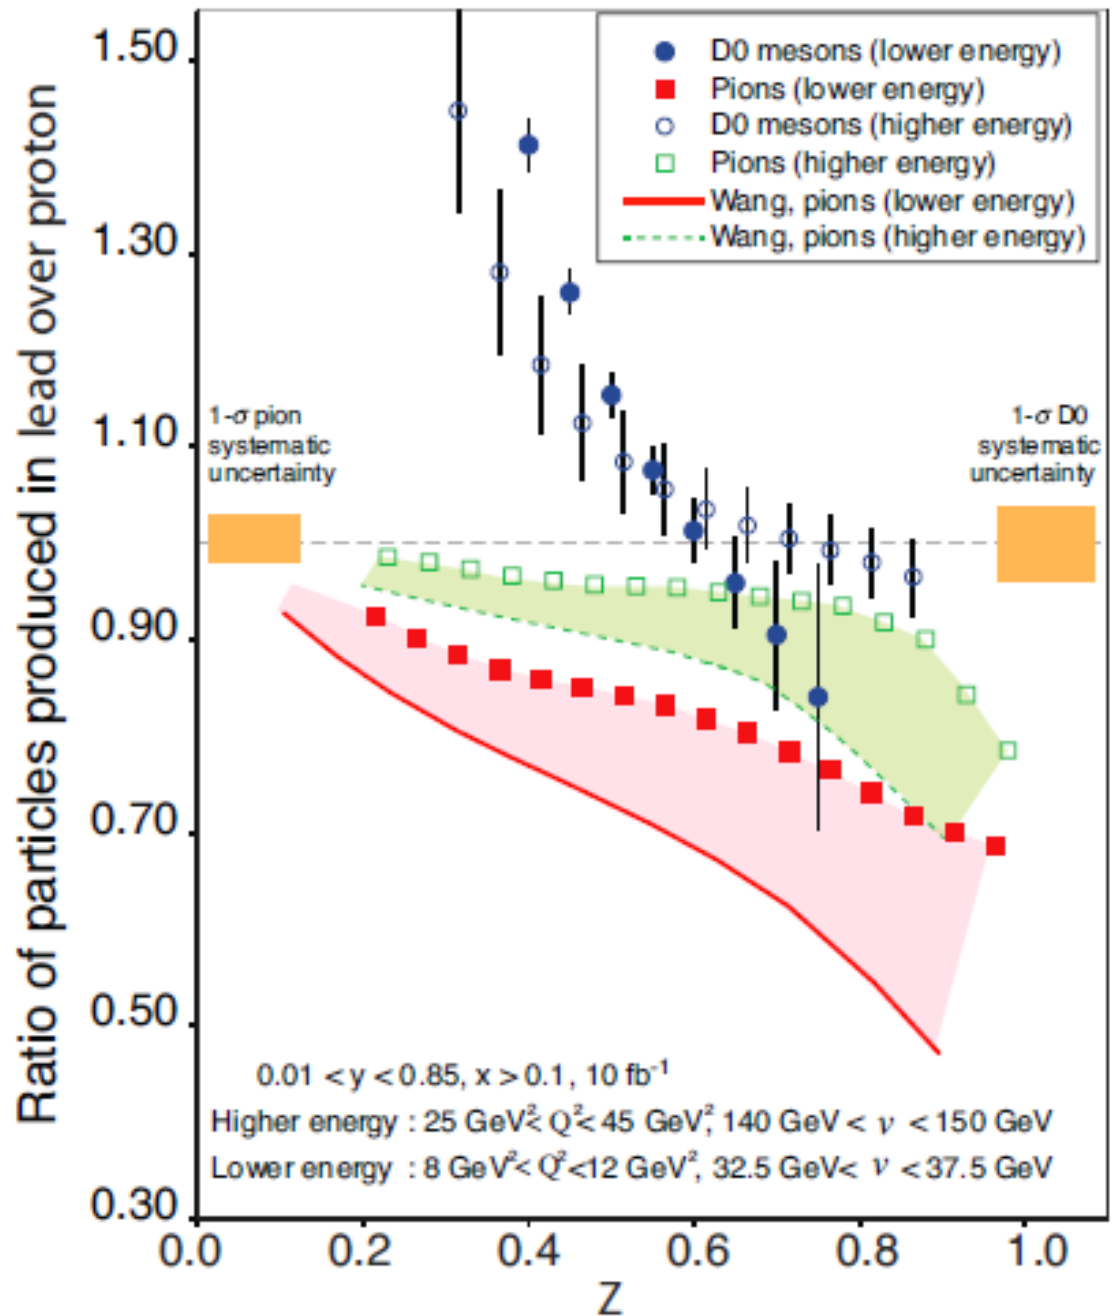 Ratio of particles produced in lead over proton
1.50
1.30
1.10
0.90
0.70
0.50
0.30
D0 mesons (lower energy)
Pions (lower energy)
D0 mesons (higher energy)
Pions (higher energy)
Wang, pions (lower energy)
Wang, pions (higher energy)
1-σ pion
systematic
uncertainty
1-σ D0
systematic
uncertainty
0.01 < y < 0.85, x > 0.1, 10 fb⁻¹
Higher energy : 25 GeV²< Q²< 45 GeV², 140 GeV < ν < 150 GeV
Lower energy : 8 GeV²< Q²<12 GeV², 32.5 GeV< ν < 37.5 GeV
0.0 0.2 0.4 0.6 0.8 1.0
Z